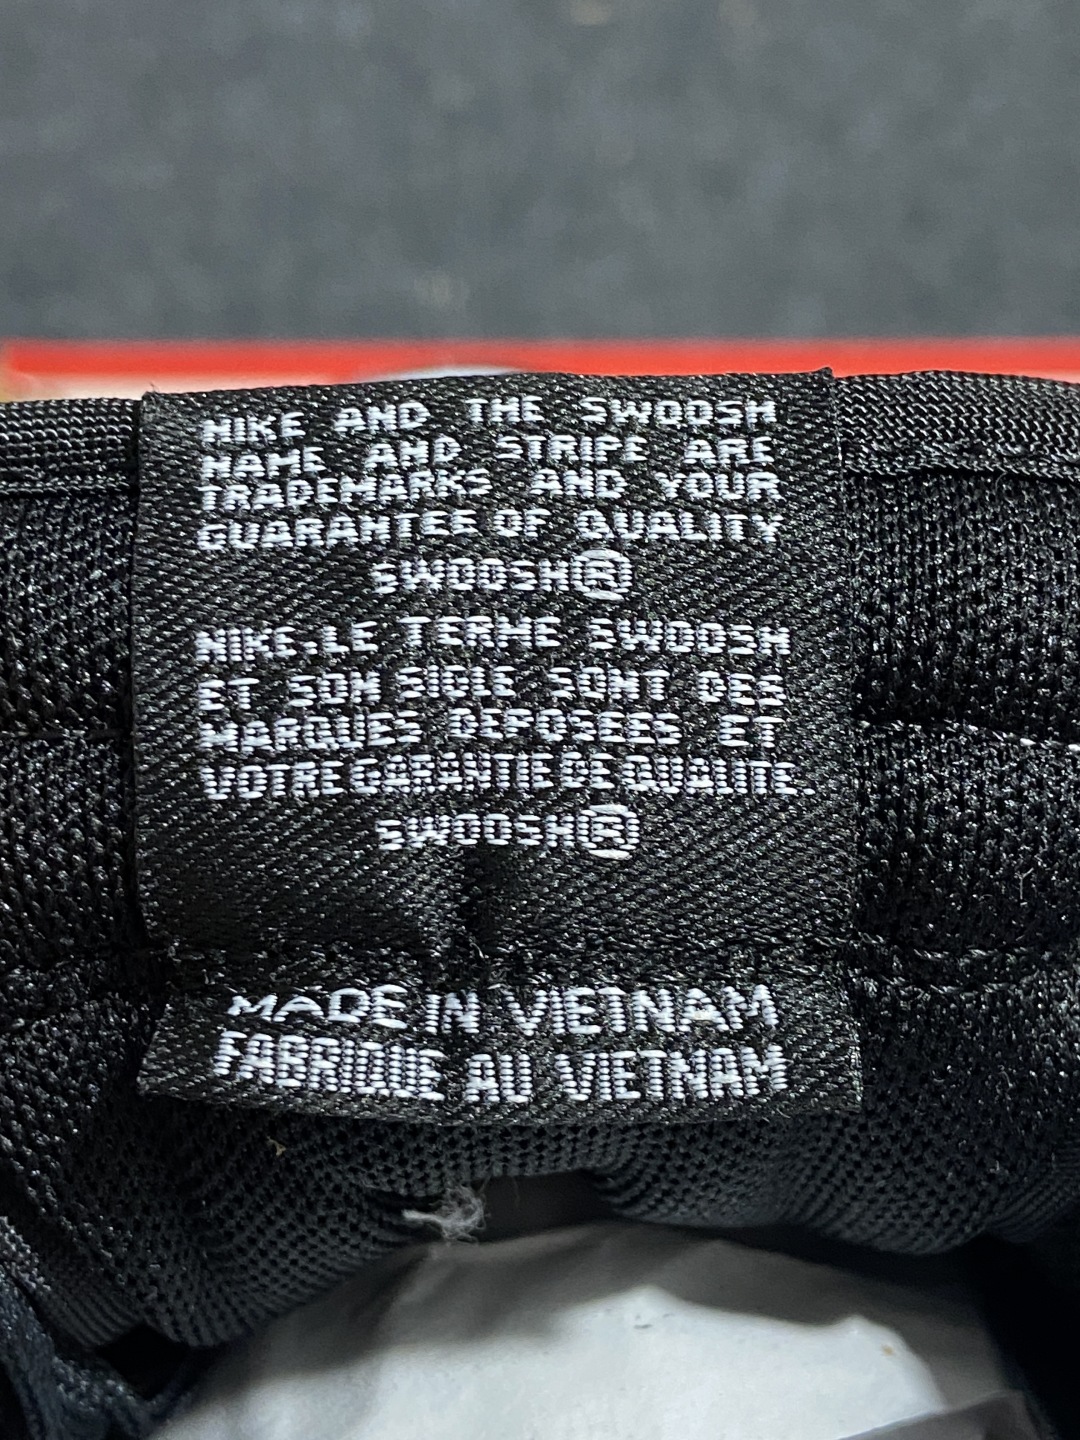 NIKE AND THE SWOOSH
NAME AND STRIPE ARE
TRADEMARKS AND YOUR
GUARANTEE OF QUALITY
SWOOSH®
NIKE.LE TERME SWOOSH
ET SON SIGLE SONT DES
MARQUES DEPOSEES ET
VOTRE GARANTIE DE QUALITE.
SWOOSH®
MADE IN VIETNAM
FABRIQUE AU VIETNAM